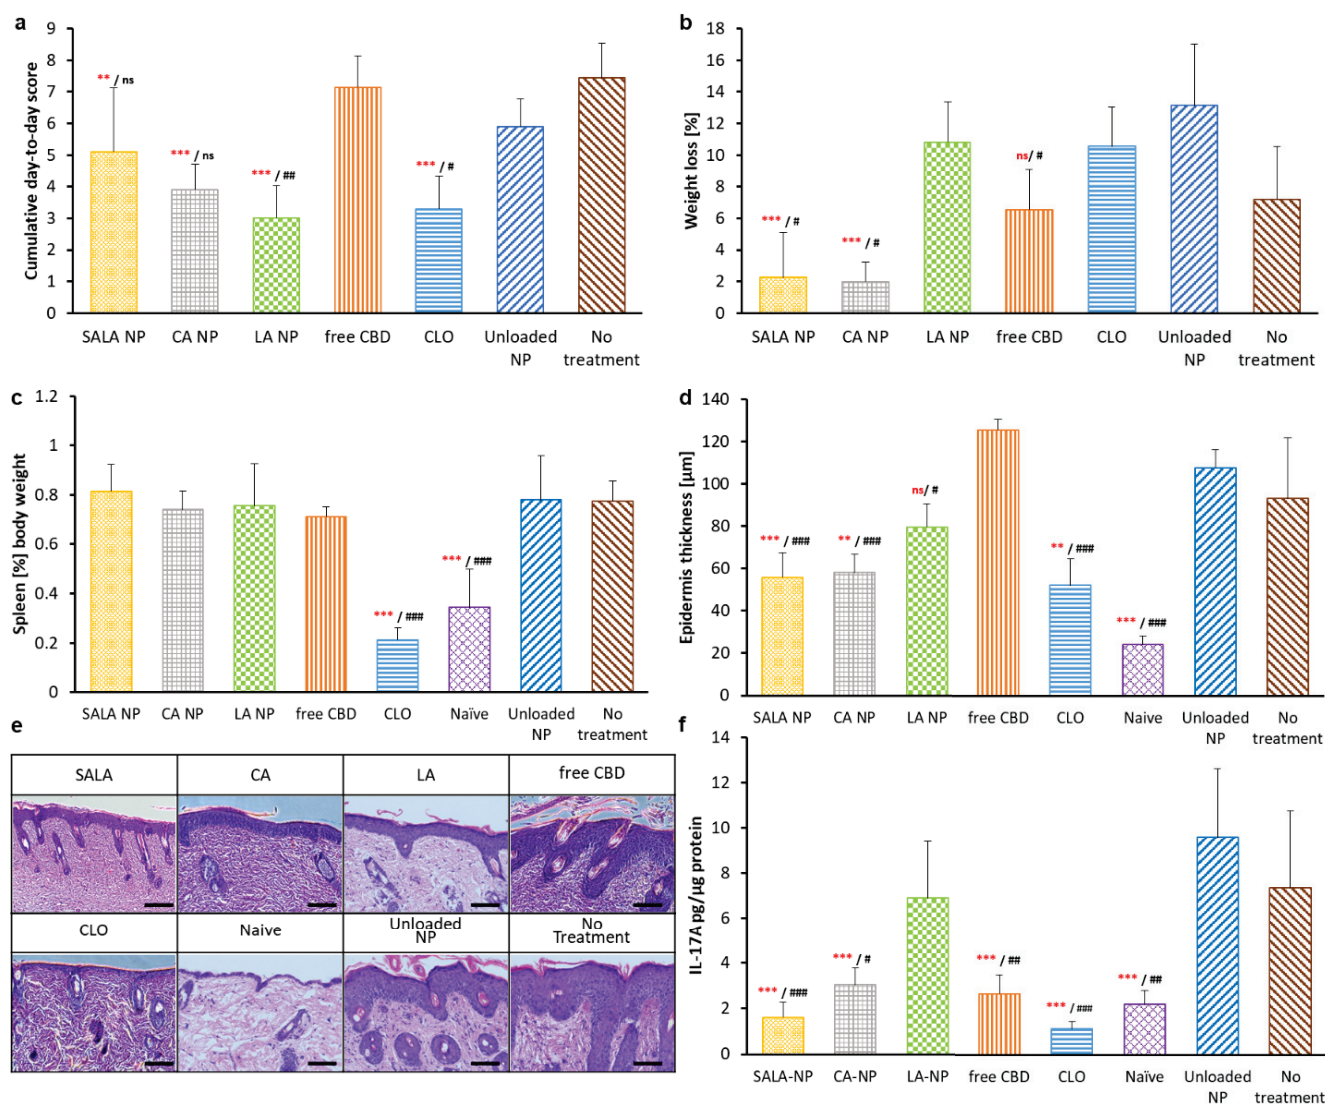 a
Cumulative day-to-day score
9
8
7
6
5
4
3
2
1
0
** / ns
*** / ns
*** / ##
*** / #
SALA NP
CA NP
LA NP
free CBD
CLO
Unloaded
NP
No
treatment
b
Weight loss [%]
18
16
14
12
10
8
6
4
2
0
*** / #
*** / #
ns/ #
SALA NP
CA NP
LA NP
free CBD
CLO
Unloaded
NP
No
treatment
c
Spleen [%] body weight
1.2
1
0.8
0.6
0.4
0.2
0
*** / ###
*** / ###
SALA NP
CA NP
LA NP
free CBD
CLO
Naïve
Unloaded
NP
No
treatment
d
Epidermis thickness [µm]
140
120
100
80
60
40
20
0
*** / ###
** / ###
ns/ #
** / ###
*** / ###
SALA NP
CA NP
LA NP
free CBD
CLO
Naive
Unloaded
NP
No
treatment
e
SALA
CA
LA
free CBD
CLO
Naive
Unloaded
NP
No
Treatment
f
IL-17A pg/µg protein
14
12
10
8
6
4
2
0
*** / ###
*** / #
*** / ##
*** / ###
*** / ##
SALA-NP
CA-NP
LA-NP
free CBD
CLO
Naïve
Unloaded
NP
No
treatment